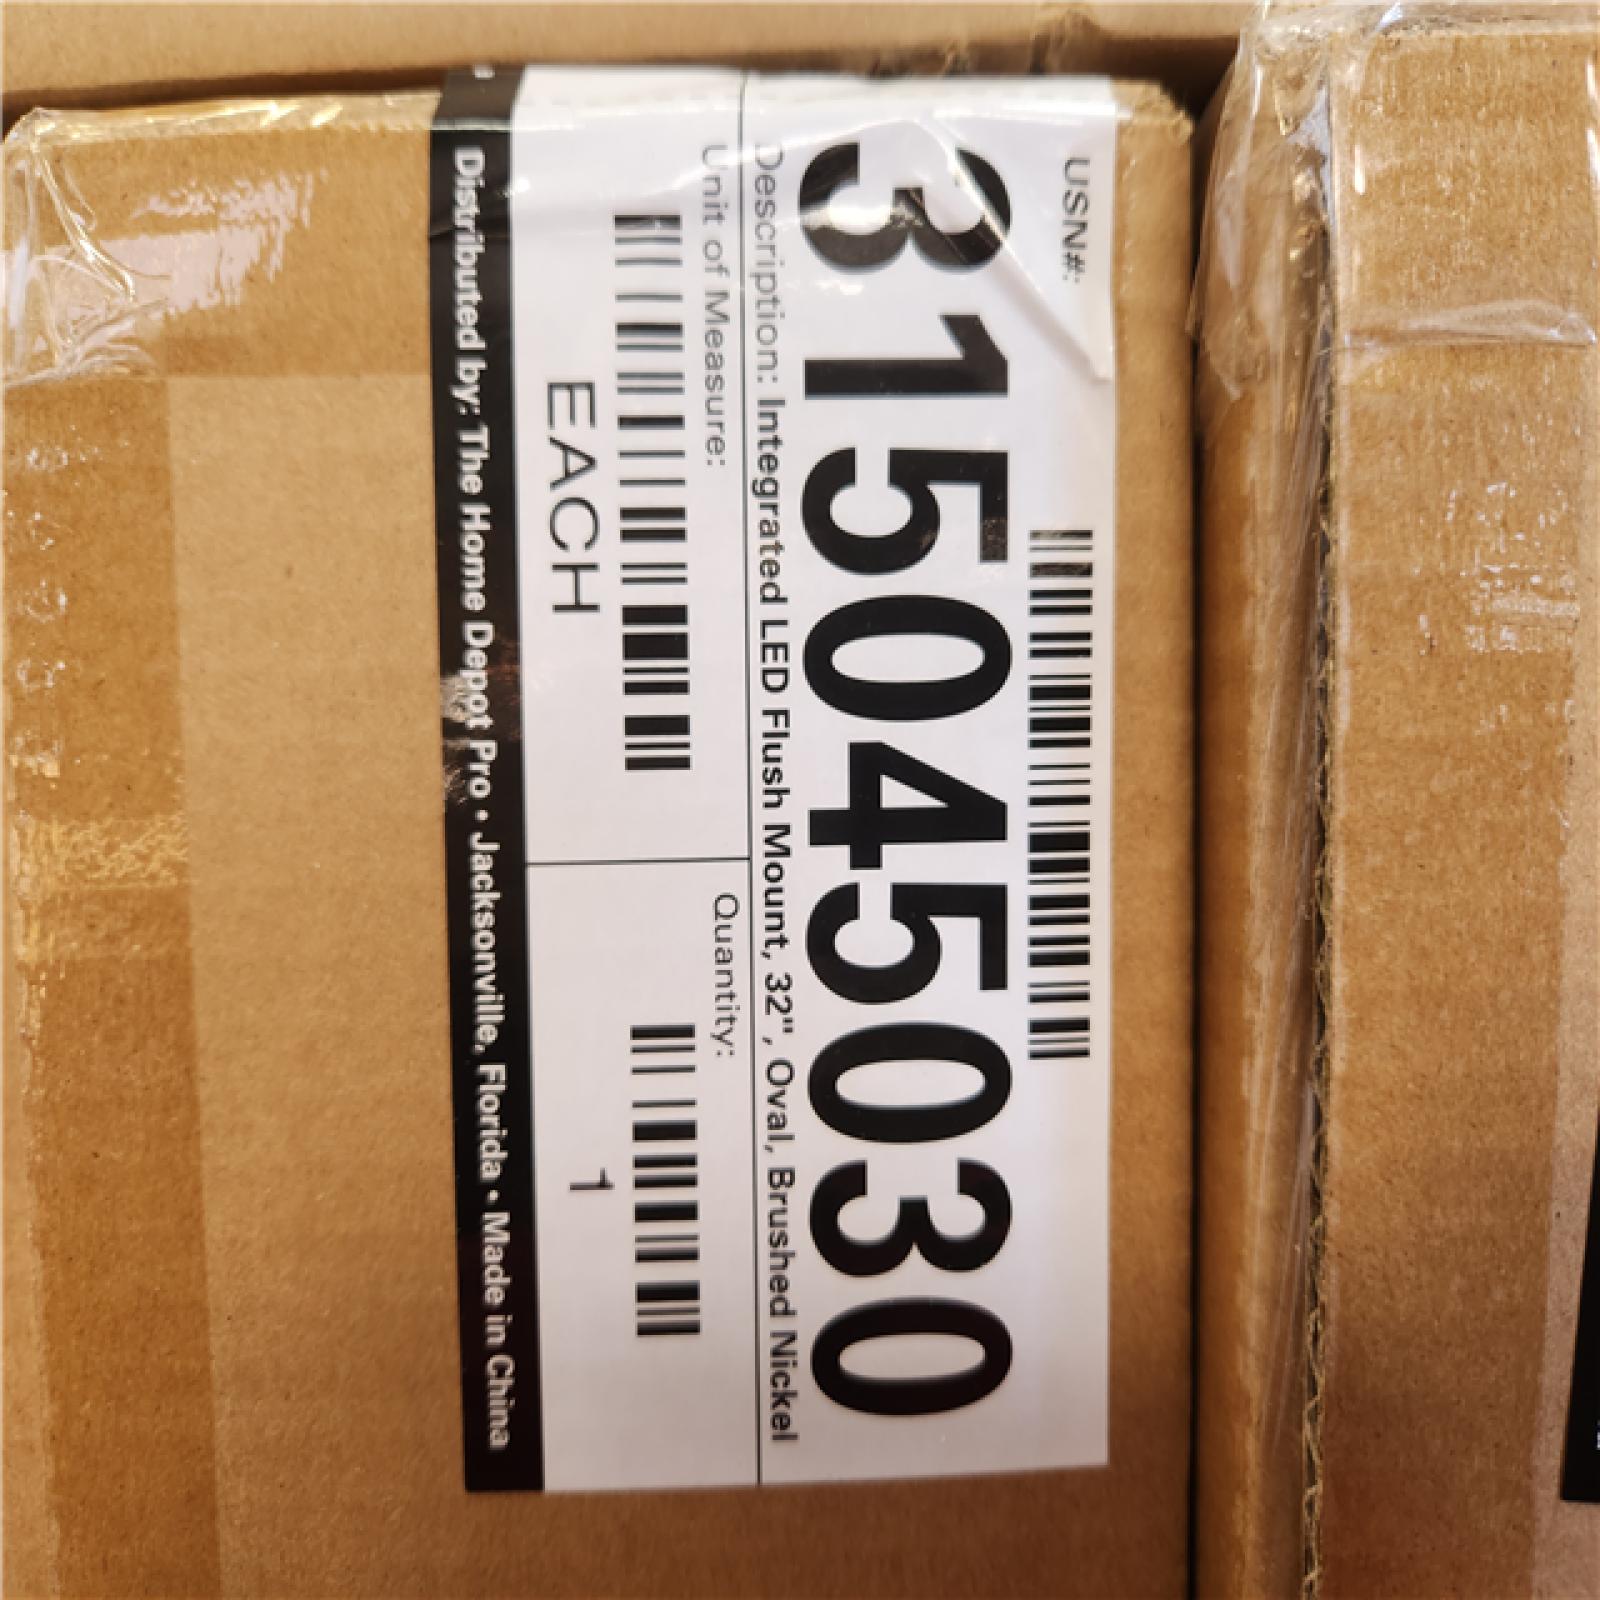 USN#:
315045030
Description: Integrated LED Flush Mount, 32", Oval, Brushed Nickel
Unit of Measure:
EACH
Quantity:
1
Distributed by: The Home Depot Pro • Jacksonville, Florida • Made in China